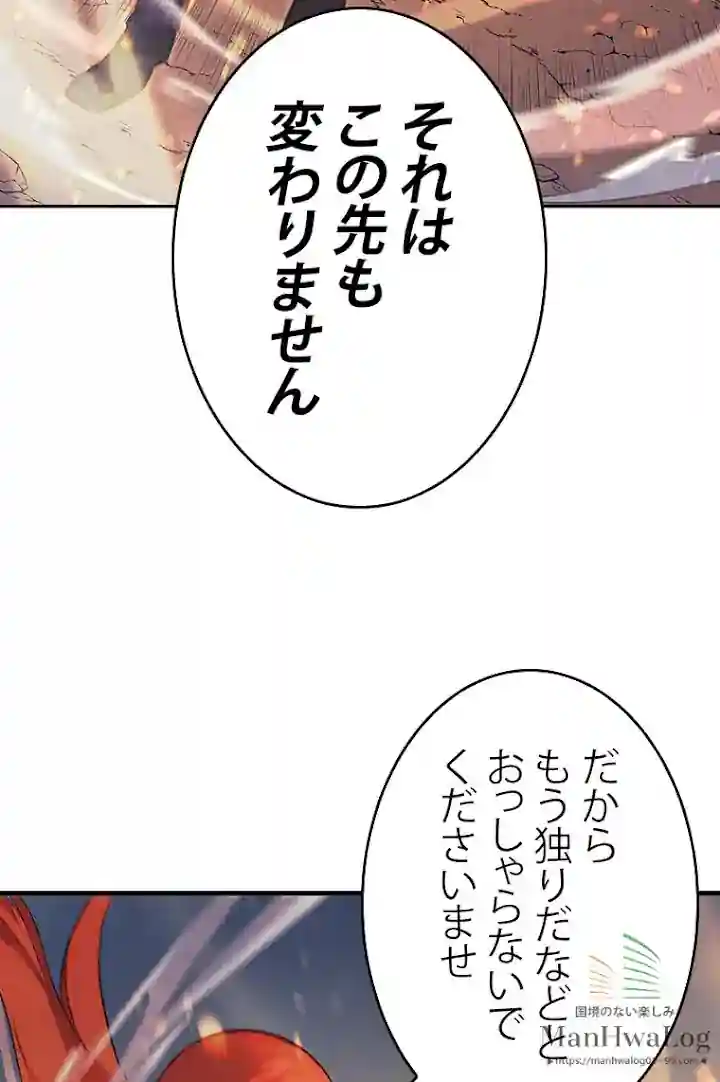 それは
この先も
変わりません
だから
もう独りだなどと
おっしゃらないで
くださいませ
国境のない楽しみ
ManHwaLog